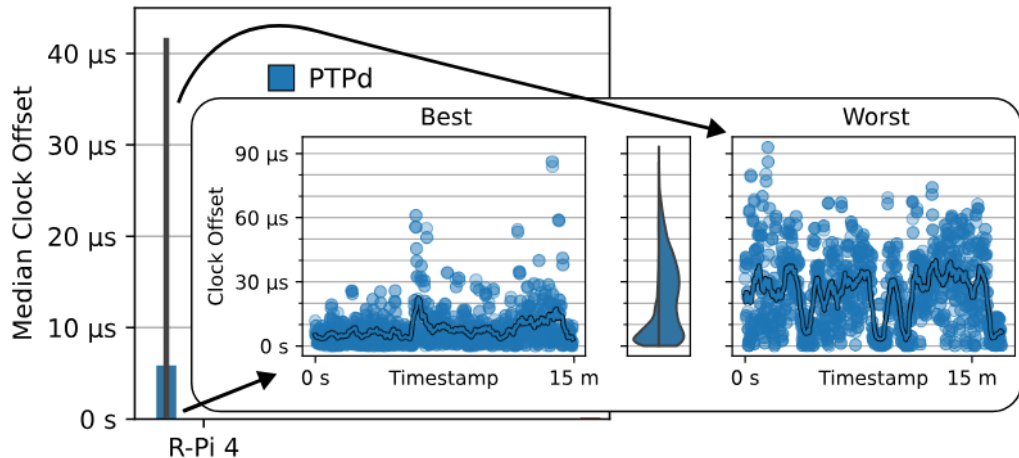 40 µs
30 µs
20 µs
10 µs
0 s
Median Clock Offset
R-Pi 4
PTPd
Best
Worst
90 µs
60 µs
30 µs
0 s
Clock Offset
0 s
Timestamp
15 m
0 s
Timestamp
15 m